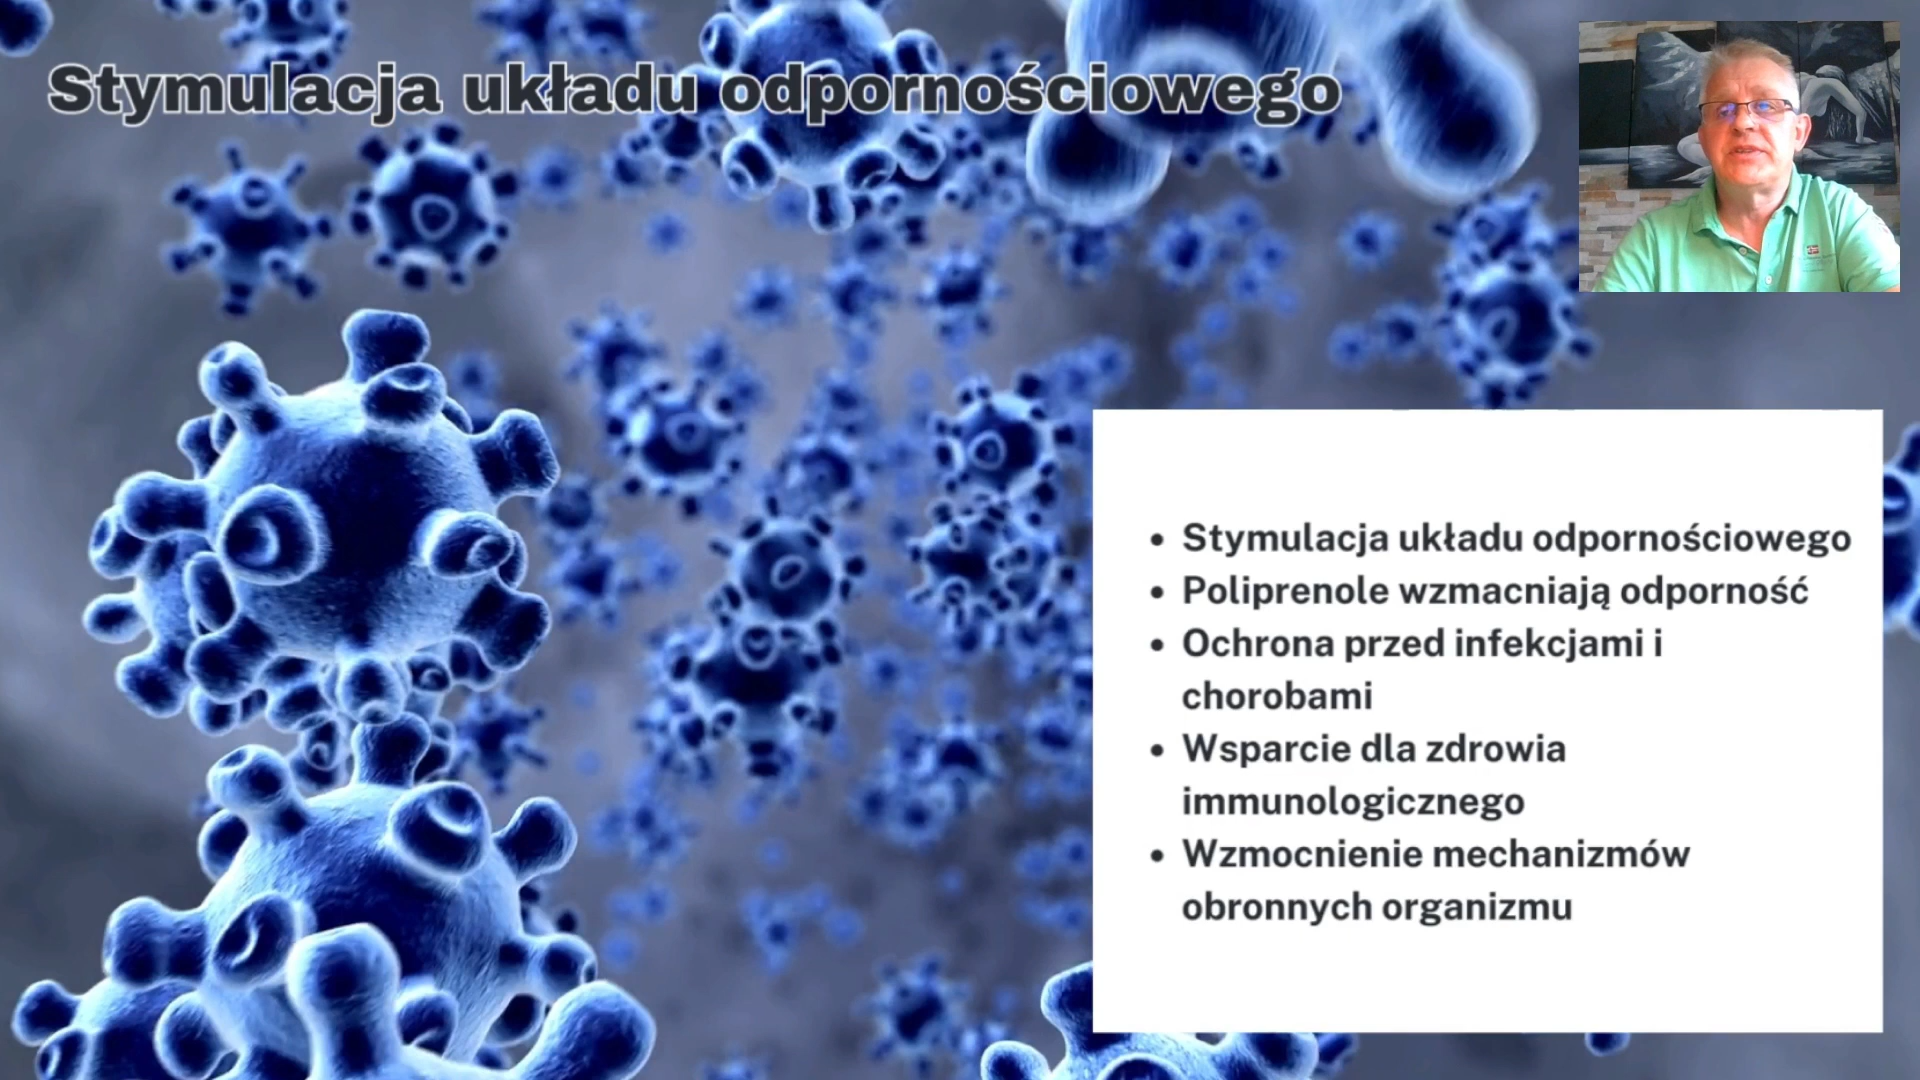 Stymulacja układu odpornościowego
• Stymulacja układu odpornościowego
• Poliprenole wzmacniają odporność
• Ochrona przed infekcjami i
chorobami
• Wsparcie dla zdrowia
immunologicznego
• Wzmocnienie mechanizmów
obronnych organizmu